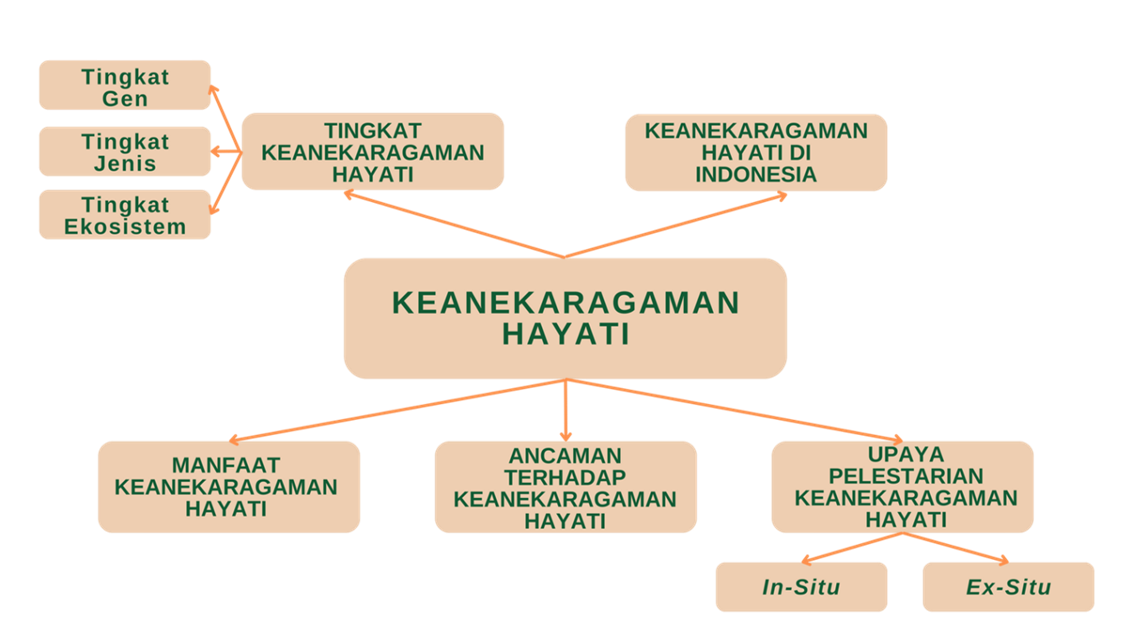 Tingkat
Gen
Tingkat
Jenis
Tingkat
Ekosistem
TINGKAT
KEANEKARAGAMAN
HAYATI
KEANEKARAGAMAN
HAYATI DI
INDONESIA
KEANEKARAGAMAN
HAYATI
MANFAAT
KEANEKARAGAMAN
HAYATI
ANCAMAN
TERHADAP
KEANEKARAGAMAN
HAYATI
UPAYA
PELESTARIAN
KEANEKARAGAMAN
HAYATI
In-Situ
Ex-Situ